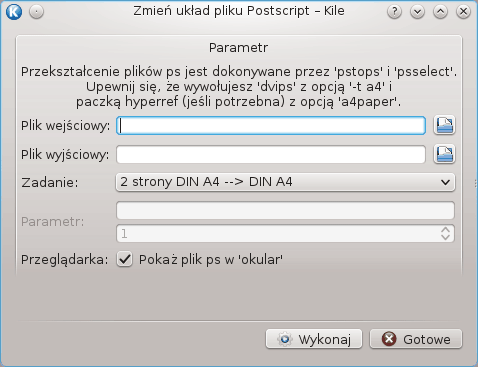 Zmień układ pliku Postscript – Kile
Parametr
Przekształcenie plików ps jest dokonywane przez 'pstops' i 'psselect'.
Upewnij się, że wywołujesz 'dvips' z opcją '-t a4' i
paczką hyperref (jeśli potrzebna) z opcją 'a4paper'.
Plik wejściowy:
Plik wyjściowy:
Zadanie: 2 strony DIN A4 --> DIN A4
Parametr:
1
Przeglądarka: Pokaż plik ps w 'okular'
Wykonaj Gotowe